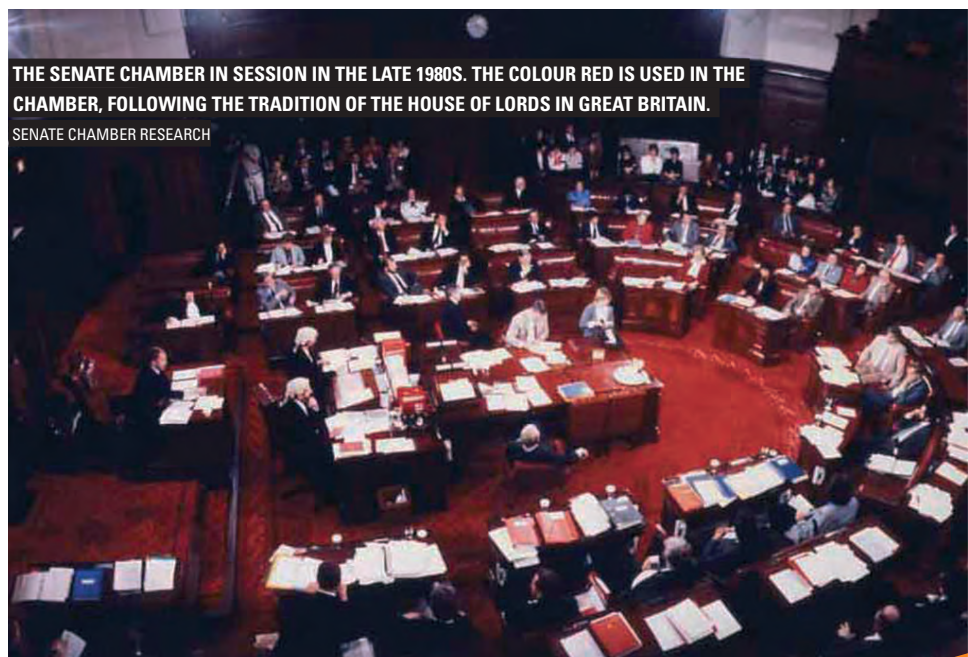 THE SENATE CHAMBER IN SESSION IN THE LATE 1980S. THE COLOUR RED IS USED IN THE
CHAMBER, FOLLOWING THE TRADITION OF THE HOUSE OF LORDS IN GREAT BRITAIN.
SENATE CHAMBER RESEARCH